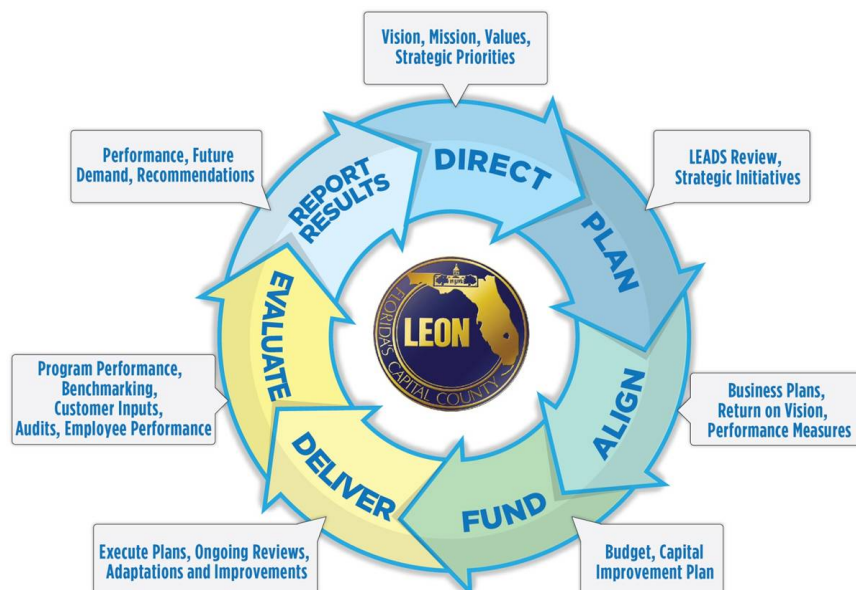 Vision, Mission, Values,
Strategic Priorities
DIRECT
LEADS Review,
Strategic Initiatives
PLAN
Business Plans,
Return on Vision,
Performance Measures
ALIGN
Budget, Capital
Improvement Plan
FUND
Execute Plans, Ongoing Reviews,
Adaptations and Improvements
DELIVER
Program Performance,
Benchmarking,
Customer Inputs,
Audits, Employee Performance
EVALUATE
Performance, Future
Demand, Recommendations
REPORT
RESULTS
LEON
FLORIDA'S CAPITAL COUNTY